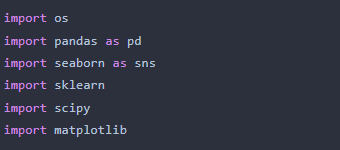 import os
import pandas as pd
import seaborn as sns
import sklearn
import scipy
import matplotlib